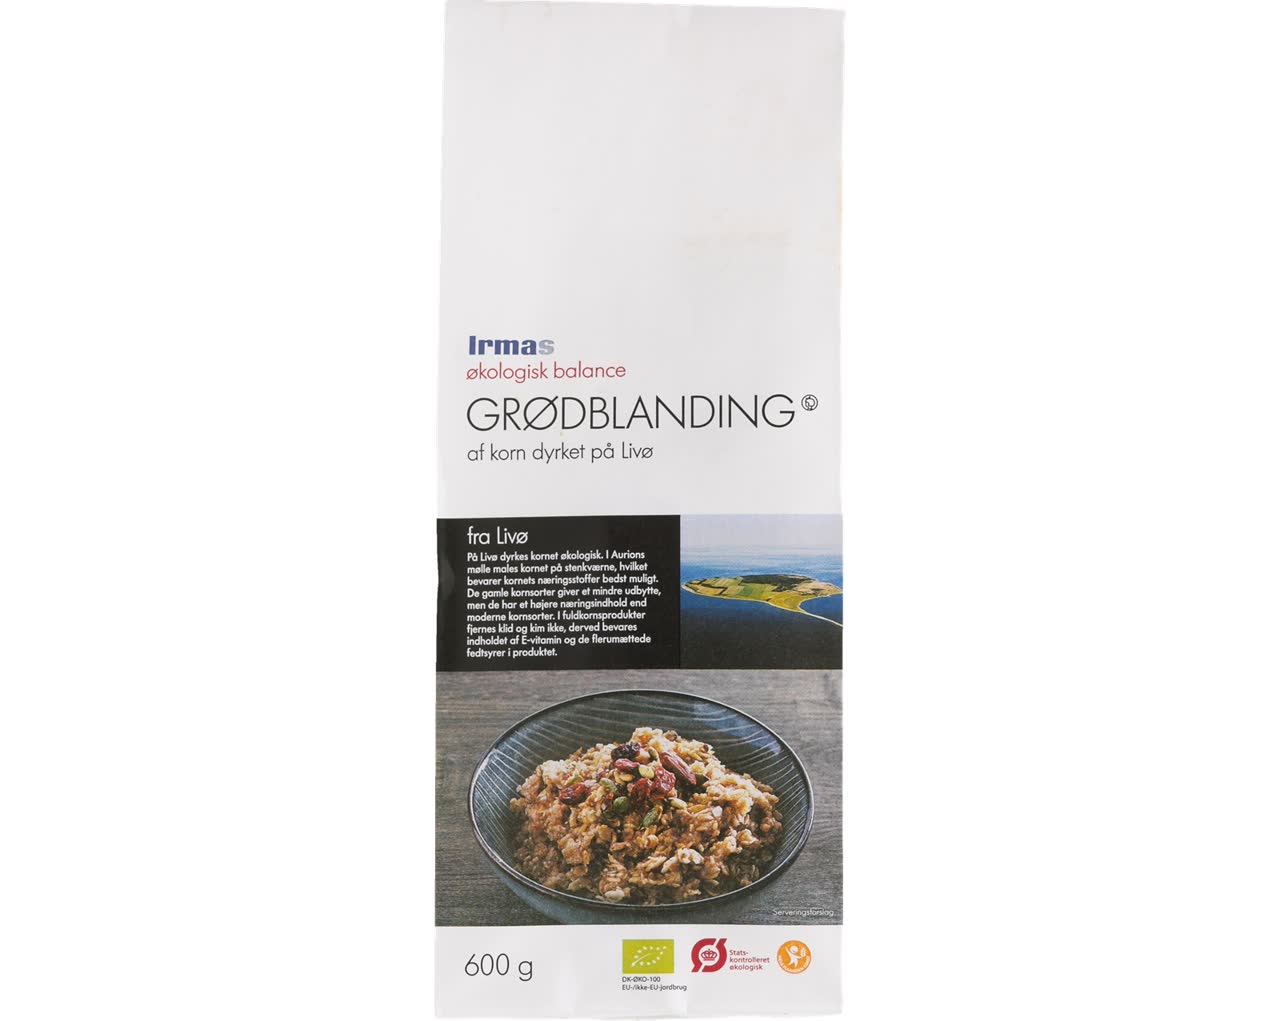 Irmas
økologisk balance
GRØDBLANDING
af korn dyrket på Livø
fra Livø
På Livø dyrkes kornet økologisk. I Aurions
mølle males kornet på stenkværne, hvilket
bevarer kornets næringsstoffer bedst muligt.
De gamle kornsorter giver et mindre udbytte,
men de har et højere næringsindhold end
moderne kornsorter. I fuldkornsprodukter
fjernes klid og kim ikke, derved bevares
indholdet af E-vitamin og de flerumættede
fedtsyrer i produktet.
Serveringsforslag
600 g
DK-ØKO-100
EU-/ikke-EU-jordbrug
Ø
Stats-
kontrolleret
økologisk